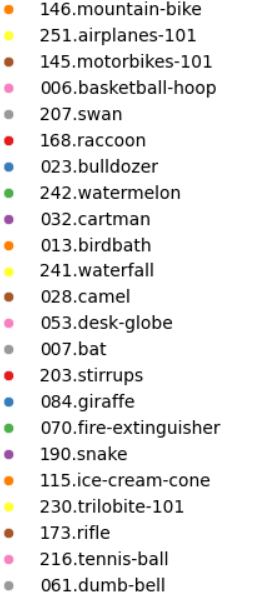 146.mountain-bike
251.airplanes-101
145.motorbikes-101
006.basketball-hoop
207.swan
168.raccoon
023.bulldozer
242.watermelon
032.cartman
013.birdbath
241.waterfall
028.camel
053.desk-globe
007.bat
203.stirrups
084.giraffe
070.fire-extinguisher
190.snake
115.ice-cream-cone
230.trilobite-101
173.rifle
216.tennis-ball
061.dumb-bell